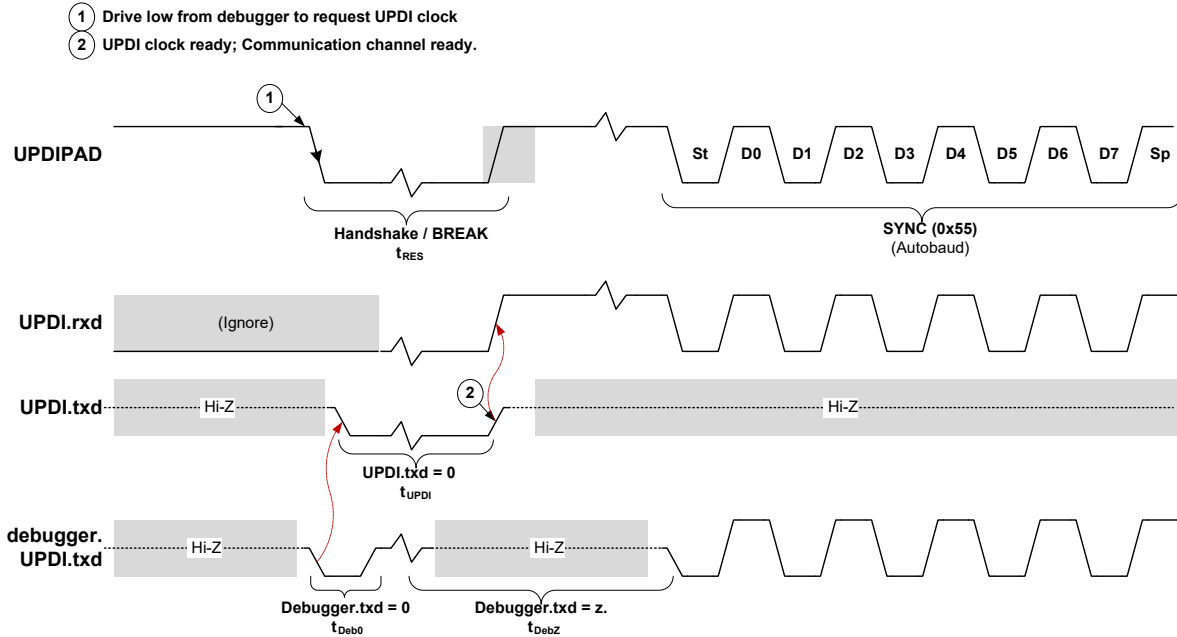 1 Drive low from debugger to request UPDI clock
2 UPDI clock ready; Communication channel ready.
1
UPDIPAD
St D0 D1 D2 D3 D4 D5 D6 D7 Sp
Handshake / BREAK
tRES
SYNC (0x55)
(Autobaud)
UPDI.rxd
(Ignore)
2
UPDI.txd
Hi-Z Hi-Z
UPDI.txd = 0
tUPDI
debugger.
UPDI.txd
Hi-Z Hi-Z
Debugger.txd = 0 Debugger.txd = z.
tDeb0 tDebZ